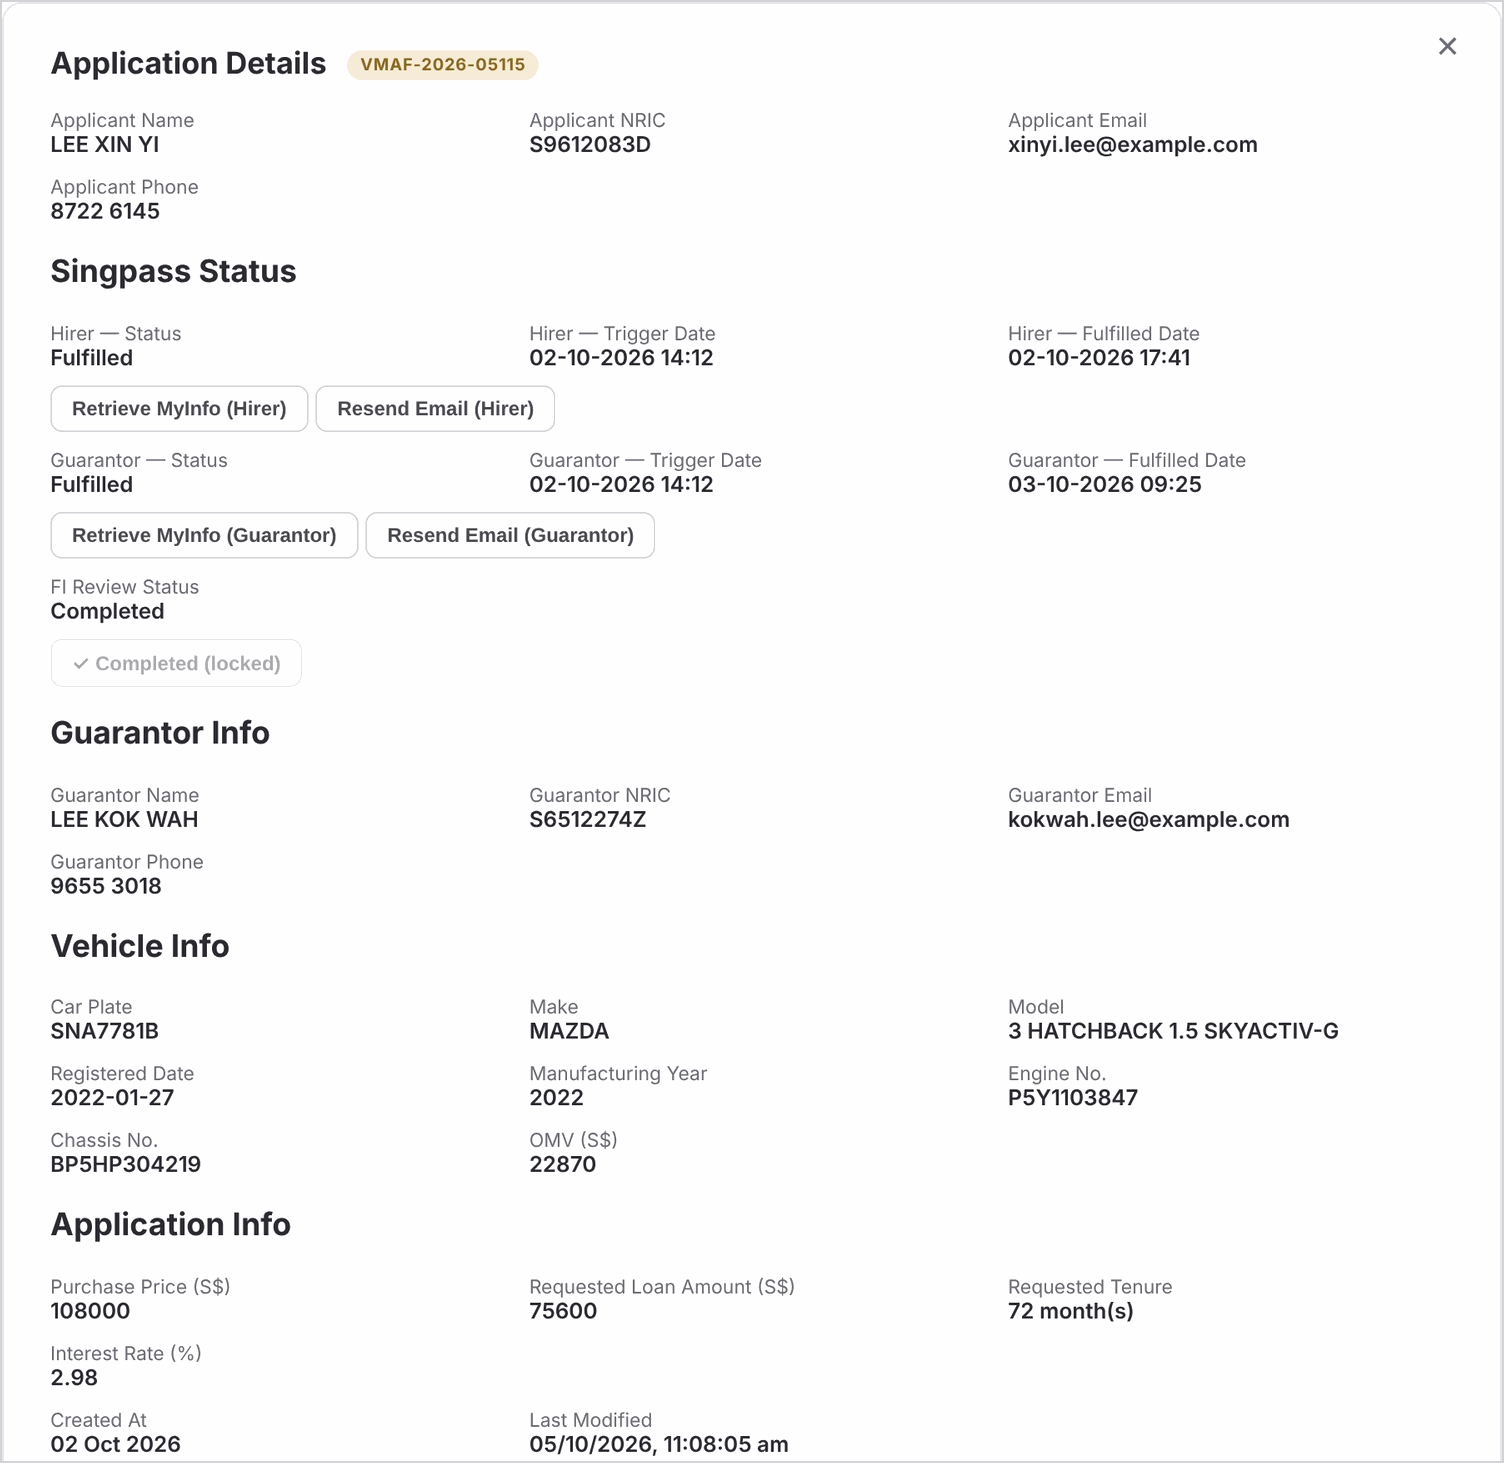 Application Details VMAF-2026-05115
Applicant Name Applicant NRIC Applicant Email
LEE XIN YI S9612083D xinyi.lee@example.com
Applicant Phone
8722 6145
Singpass Status
Hirer — Status Hirer — Trigger Date Hirer — Fulfilled Date
Fulfilled 02-10-2026 14:12 02-10-2026 17:41
Retrieve MyInfo (Hirer) Resend Email (Hirer)
Guarantor — Status Guarantor — Trigger Date Guarantor — Fulfilled Date
Fulfilled 02-10-2026 14:12 03-10-2026 09:25
Retrieve MyInfo (Guarantor) Resend Email (Guarantor)
FI Review Status
Completed
✓ Completed (locked)
Guarantor Info
Guarantor Name Guarantor NRIC Guarantor Email
LEE KOK WAH S6512274Z kokwah.lee@example.com
Guarantor Phone
9655 3018
Vehicle Info
Car Plate Make Model
SNA7781B MAZDA 3 HATCHBACK 1.5 SKYACTIV-G
Registered Date Manufacturing Year Engine No.
2022-01-27 2022 P5Y1103847
Chassis No. OMV (S$)
BP5HP304219 22870
Application Info
Purchase Price (S$) Requested Loan Amount (S$) Requested Tenure
108000 75600 72 month(s)
Interest Rate (%)
2.98
Created At Last Modified
02 Oct 2026 05/10/2026, 11:08:05 am